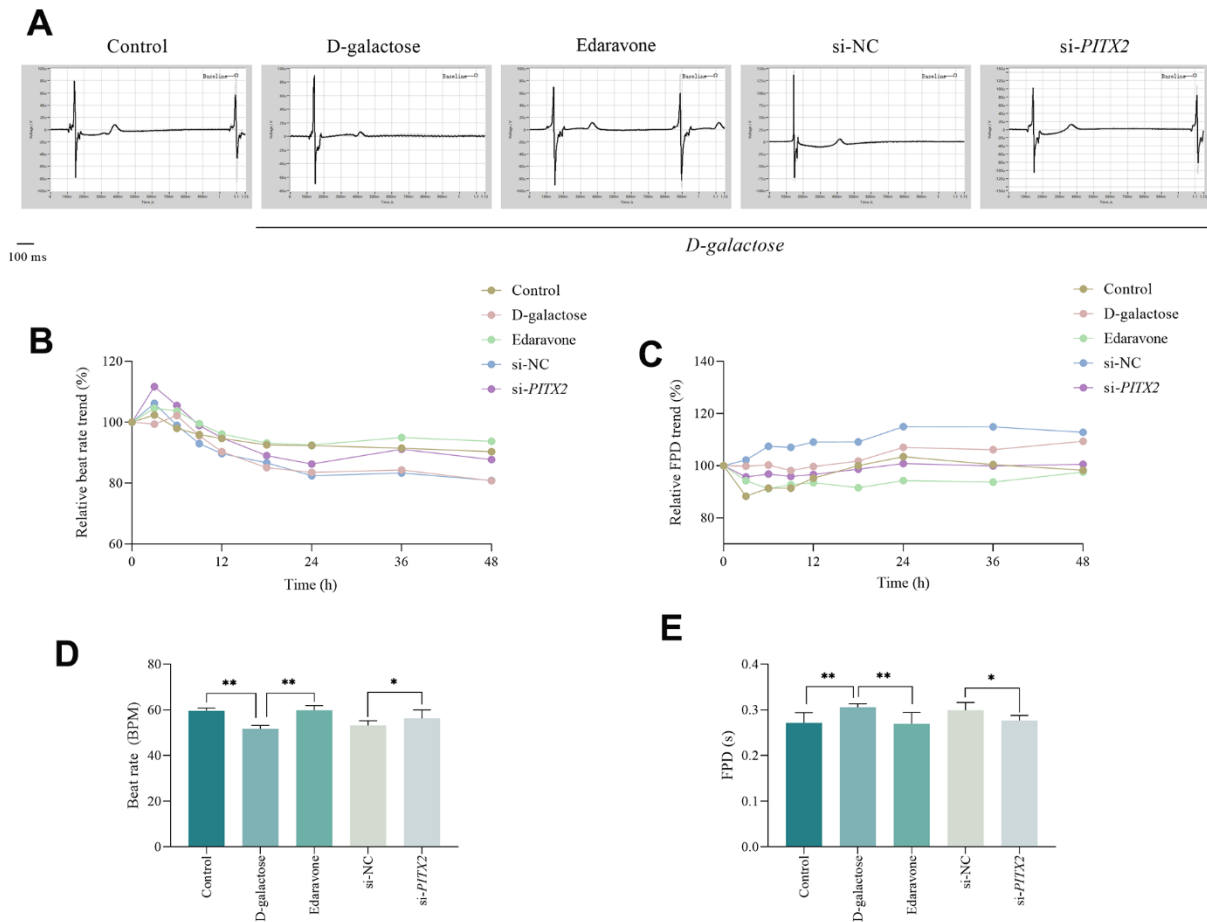 A
Control
D-galactose
Edaravone
si-NC
si-PITX2
Baseline
Baseline
Baseline
Baseline
Baseline
D-galactose
100 ms
B
Control
D-galactose
Edaravone
si-NC
si-PITX2
Relative beat rate trend (%)
120
100
80
60
0 12 24 36 48
Time (h)
C
Control
D-galactose
Edaravone
si-NC
si-PITX2
Relative FPD trend (%)
140
120
100
80
0 12 24 36 48
Time (h)
D
Beat rate (BPM)
80
60
40
20
0
** ** *
Control
D-galactose
Edaravone
si-NC
si-PITX2
E
FPD (s)
0.4
0.3
0.2
0.1
0.0
** ** *
Control
D-galactose
Edaravone
si-NC
si-PITX2